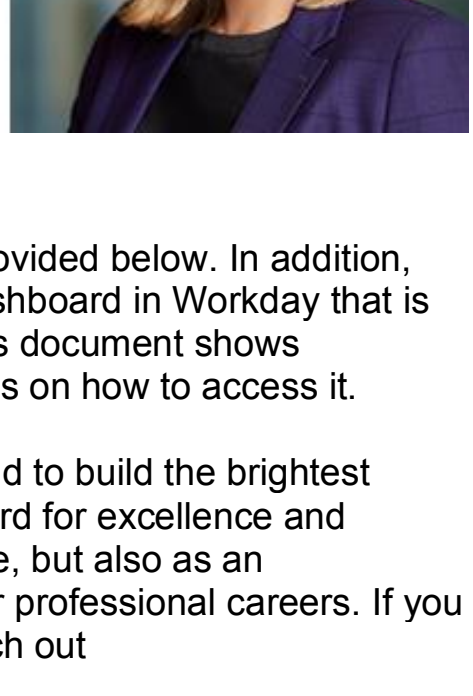 ovided below. In addition,
shboard in Workday that is
s document shows
s on how to access it.
d to build the brightest
rd for excellence and
e, but also as an
r professional careers. If you
ch out